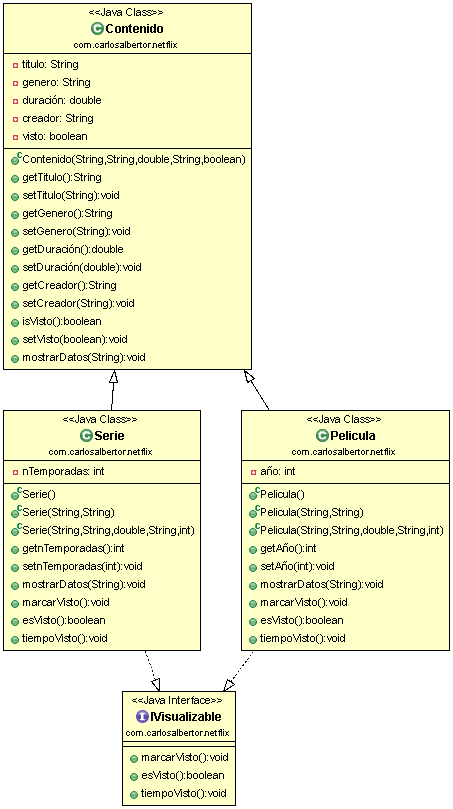 <<Java Class>>
Contenido
com.carlosalbertor.netflix
titulo: String
genero: String
duración: double
creador: String
visto: boolean
Contenido(String,String,double,String,boolean)
getTitulo():String
setTitulo(String):void
getGenero():String
setGenero(String):void
getDuración():double
setDuración(double):void
getCreador():String
setCreador(String):void
isVisto():boolean
setVisto(boolean):void
mostrarDatos(String):void
<<Java Class>>
Serie
com.carlosalbertor.netflix
nTemporadas: int
Serie()
Serie(String,String)
Serie(String,String,double,String,int)
getnTemporadas():int
setnTemporadas(int):void
mostrarDatos(String):void
marcarVisto():void
esVisto():boolean
tiempoVisto():void
<<Java Class>>
Pelicula
com.carlosalbertor.netflix
año: int
Pelicula()
Pelicula(String,String)
Pelicula(String,String,double,String,int)
getAño():int
setAño(int):void
mostrarDatos(String):void
marcarVisto():void
esVisto():boolean
tiempoVisto():void
<<Java Interface>>
IVisualizable
com.carlosalbertor.netflix
marcarVisto():void
esVisto():boolean
tiempoVisto():void